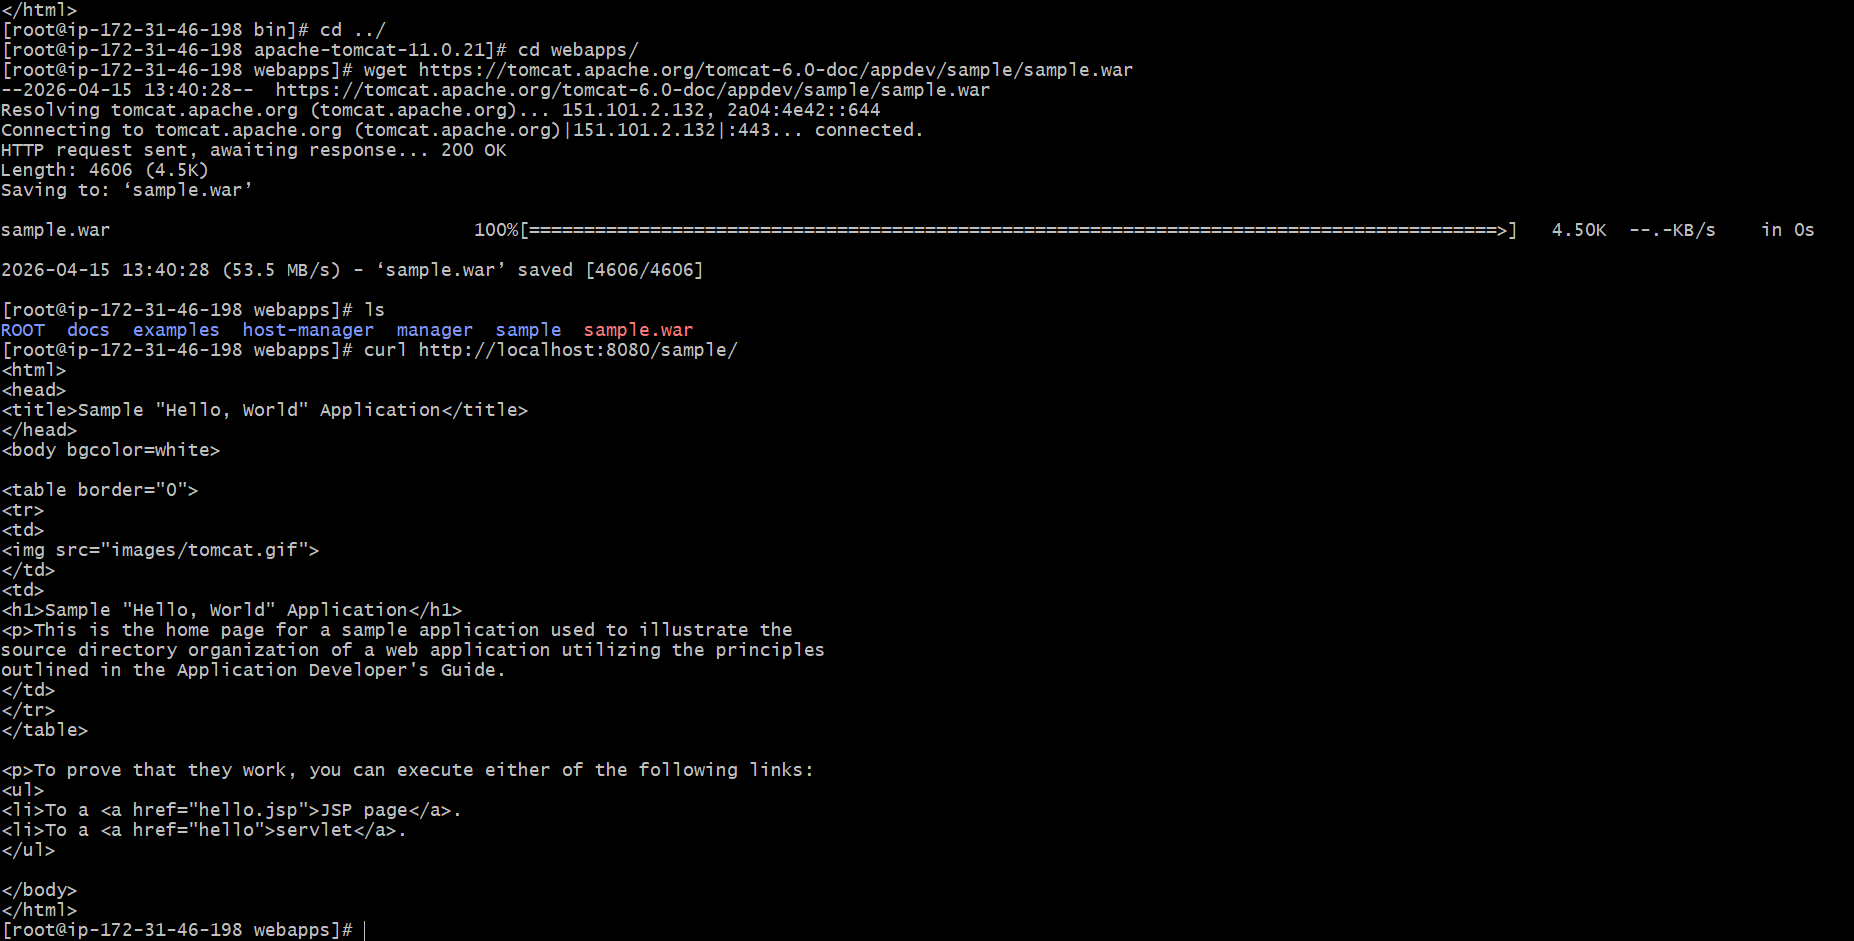 </html>
[root@ip-172-31-46-198 bin]# cd ../
[root@ip-172-31-46-198 apache-tomcat-11.0.21]# cd webapps/
[root@ip-172-31-46-198 webapps]# wget https://tomcat.apache.org/tomcat-6.0-doc/appdev/sample/sample.war
--2026-04-15 13:40:28--  https://tomcat.apache.org/tomcat-6.0-doc/appdev/sample/sample.war
Resolving tomcat.apache.org (tomcat.apache.org)... 151.101.2.132, 2a04:4e42::644
Connecting to tomcat.apache.org (tomcat.apache.org)|151.101.2.132|:443... connected.
HTTP request sent, awaiting response... 200 OK
Length: 4606 (4.5K)
Saving to: ‘sample.war’
sample.war                                 100%[========================================================================================>]   4.50K  --.-KB/s    in 0s
2026-04-15 13:40:28 (53.5 MB/s) - ‘sample.war’ saved [4606/4606]
[root@ip-172-31-46-198 webapps]# ls
ROOT  docs  examples  host-manager  manager  sample  sample.war
[root@ip-172-31-46-198 webapps]# curl http://localhost:8080/sample/
<html>
<head>
<title>Sample "Hello, World" Application</title>
</head>
<body bgcolor=white>
<table border="0">
<tr>
<td>
<img src="images/tomcat.gif">
</td>
<td>
<h1>Sample "Hello, World" Application</h1>
<p>This is the home page for a sample application used to illustrate the
source directory organization of a web application utilizing the principles
outlined in the Application Developer's Guide.
</td>
</tr>
</table>
<p>To prove that they work, you can execute either of the following links:
<ul>
<li>To a <a href="hello.jsp">JSP page</a>.
<li>To a <a href="hello">servlet</a>.
</ul>
</body>
</html>
[root@ip-172-31-46-198 webapps]#